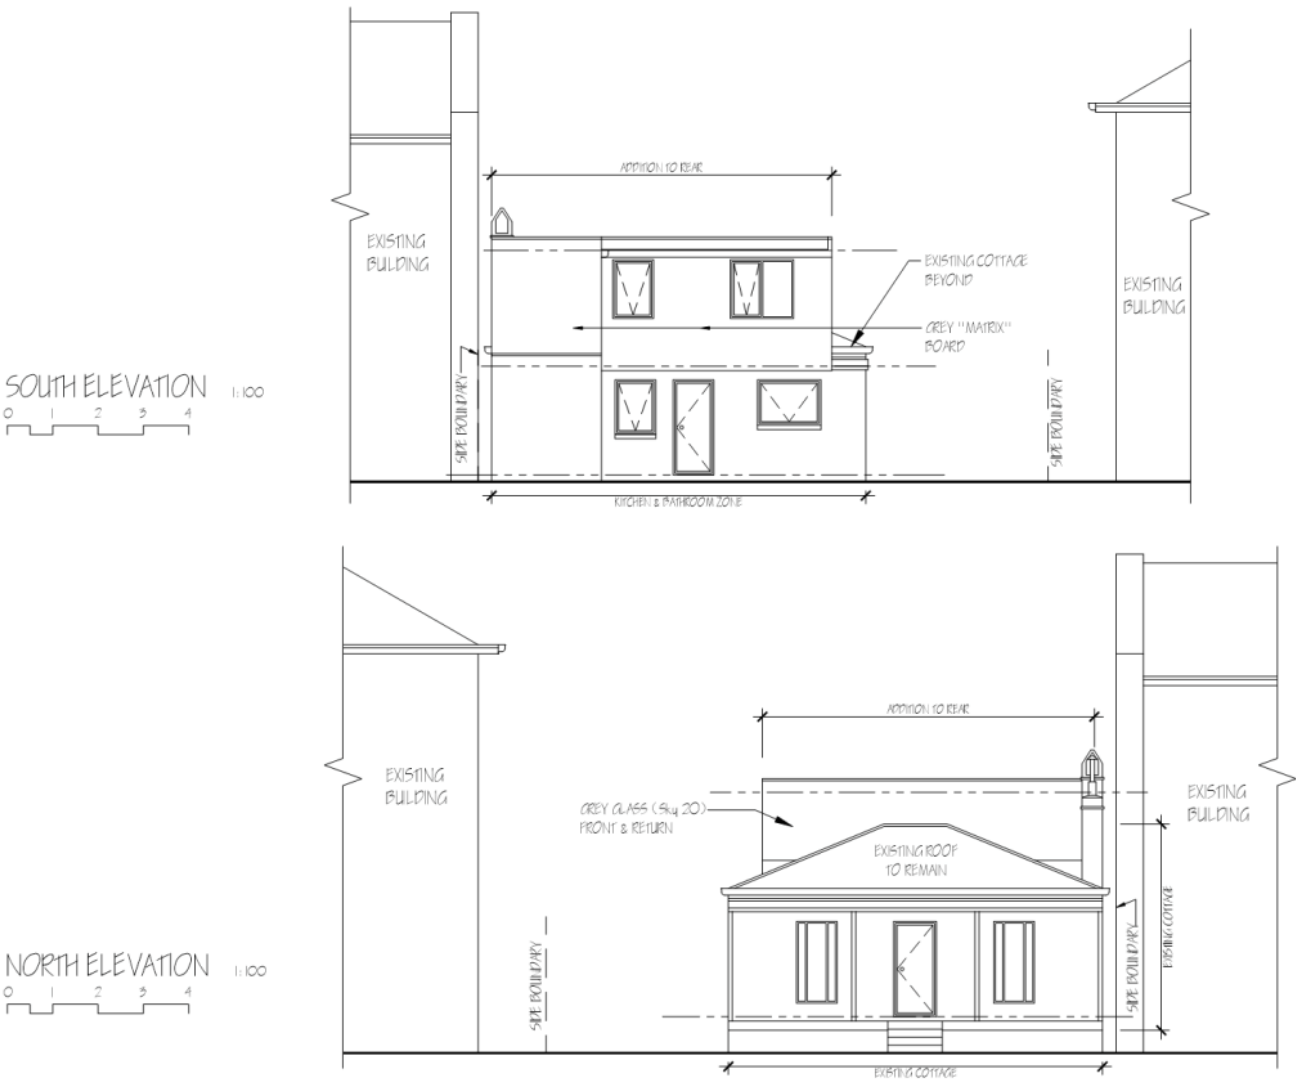 ADDITION TO REAR
EXISTING
BUILDING
EXISTING COTTAGE
BEYOND
EXISTING
BUILDING
GREY "MATRIX"
BOARD
SOUTH ELEVATION 1:100
0 1 2 3 4
SIDE BOUNDARY
SIDE BOUNDARY
KITCHEN & BATHROOM ZONE
ADDITION TO REAR
EXISTING
BUILDING
EXISTING
BUILDING
GREY GLASS (Sky 20)
FRONT & RETURN
EXISTING ROOF
TO REMAIN
EXISTING COTTAGE
SIDE BOUNDARY
SIDE BOUNDARY
NORTH ELEVATION 1:100
0 1 2 3 4
EXISTING COTTAGE